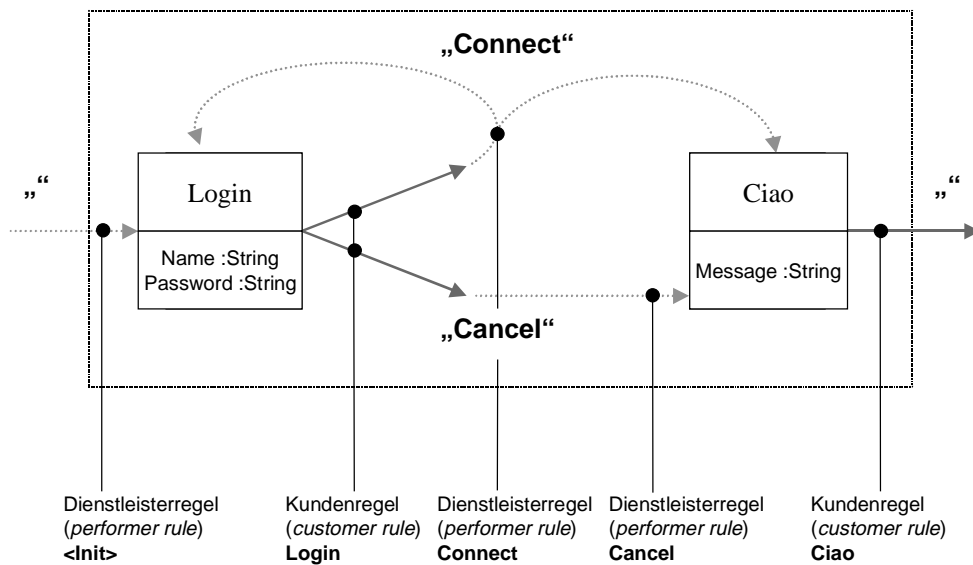 „Connect“
„“
Login
Ciao
„“
Name :String
Password :String
Message :String
„Cancel“
Dienstleisterregel
(performer rule)
<Init>
Kundenregel
(customer rule)
Login
Dienstleisterregel
(performer rule)
Connect
Dienstleisterregel
(performer rule)
Cancel
Kundenregel
(customer rule)
Ciao